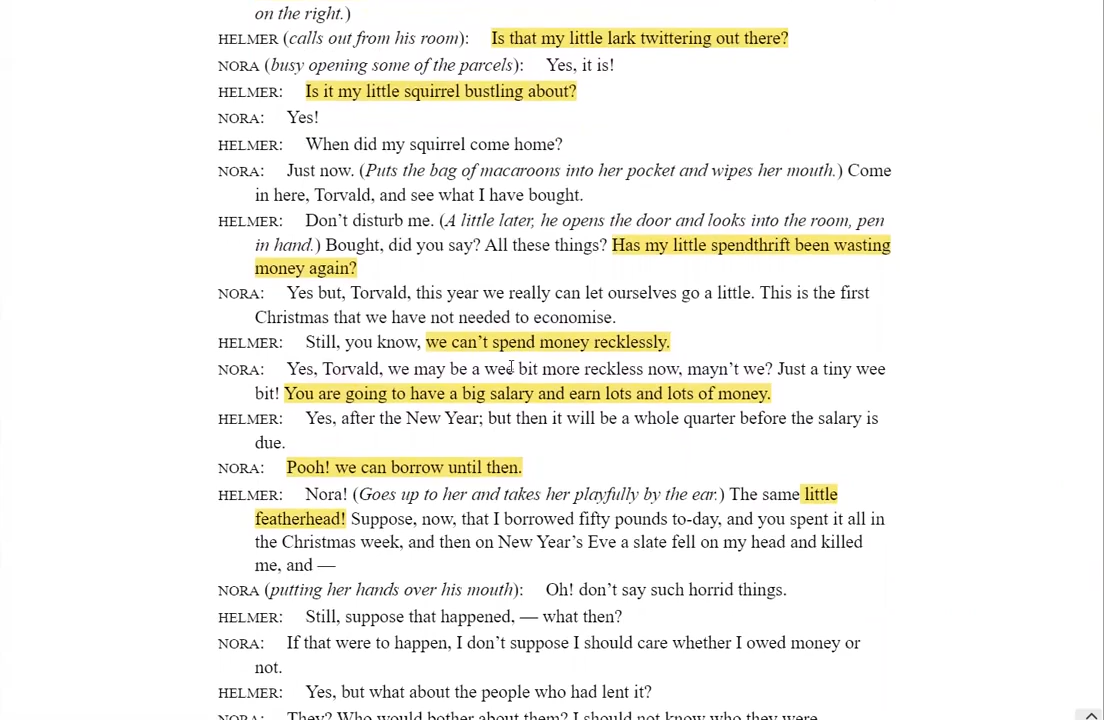 on the right.)
HELMER (calls out from his room): Is that my little lark twittering out there?
NORA (busy opening some of the parcels): Yes, it is!
HELMER: Is it my little squirrel bustling about?
NORA: Yes!
HELMER: When did my squirrel come home?
NORA: Just now. (Puts the bag of macaroons into her pocket and wipes her mouth.) Come
in here, Torvald, and see what I have bought.
HELMER: Don’t disturb me. (A little later, he opens the door and looks into the room, pen
in hand.) Bought, did you say? All these things? Has my little spendthrift been wasting
money again?
NORA: Yes but, Torvald, this year we really can let ourselves go a little. This is the first
Christmas that we have not needed to economise.
HELMER: Still, you know, we can’t spend money recklessly.
NORA: Yes, Torvald, we may be a wee bit more reckless now, mayn’t we? Just a tiny wee
bit! You are going to have a big salary and earn lots and lots of money.
HELMER: Yes, after the New Year; but then it will be a whole quarter before the salary is
due.
NORA: Pooh! we can borrow until then.
HELMER: Nora! (Goes up to her and takes her playfully by the ear.) The same little
featherhead! Suppose, now, that I borrowed fifty pounds to-day, and you spent it all in
the Christmas week, and then on New Year’s Eve a slate fell on my head and killed
me, and —
NORA (putting her hands over his mouth): Oh! don’t say such horrid things.
HELMER: Still, suppose that happened, — what then?
NORA: If that were to happen, I don’t suppose I should care whether I owed money or
not.
HELMER: Yes, but what about the people who had lent it?
NORA: They? Who would bother about them? I should not know who they were.